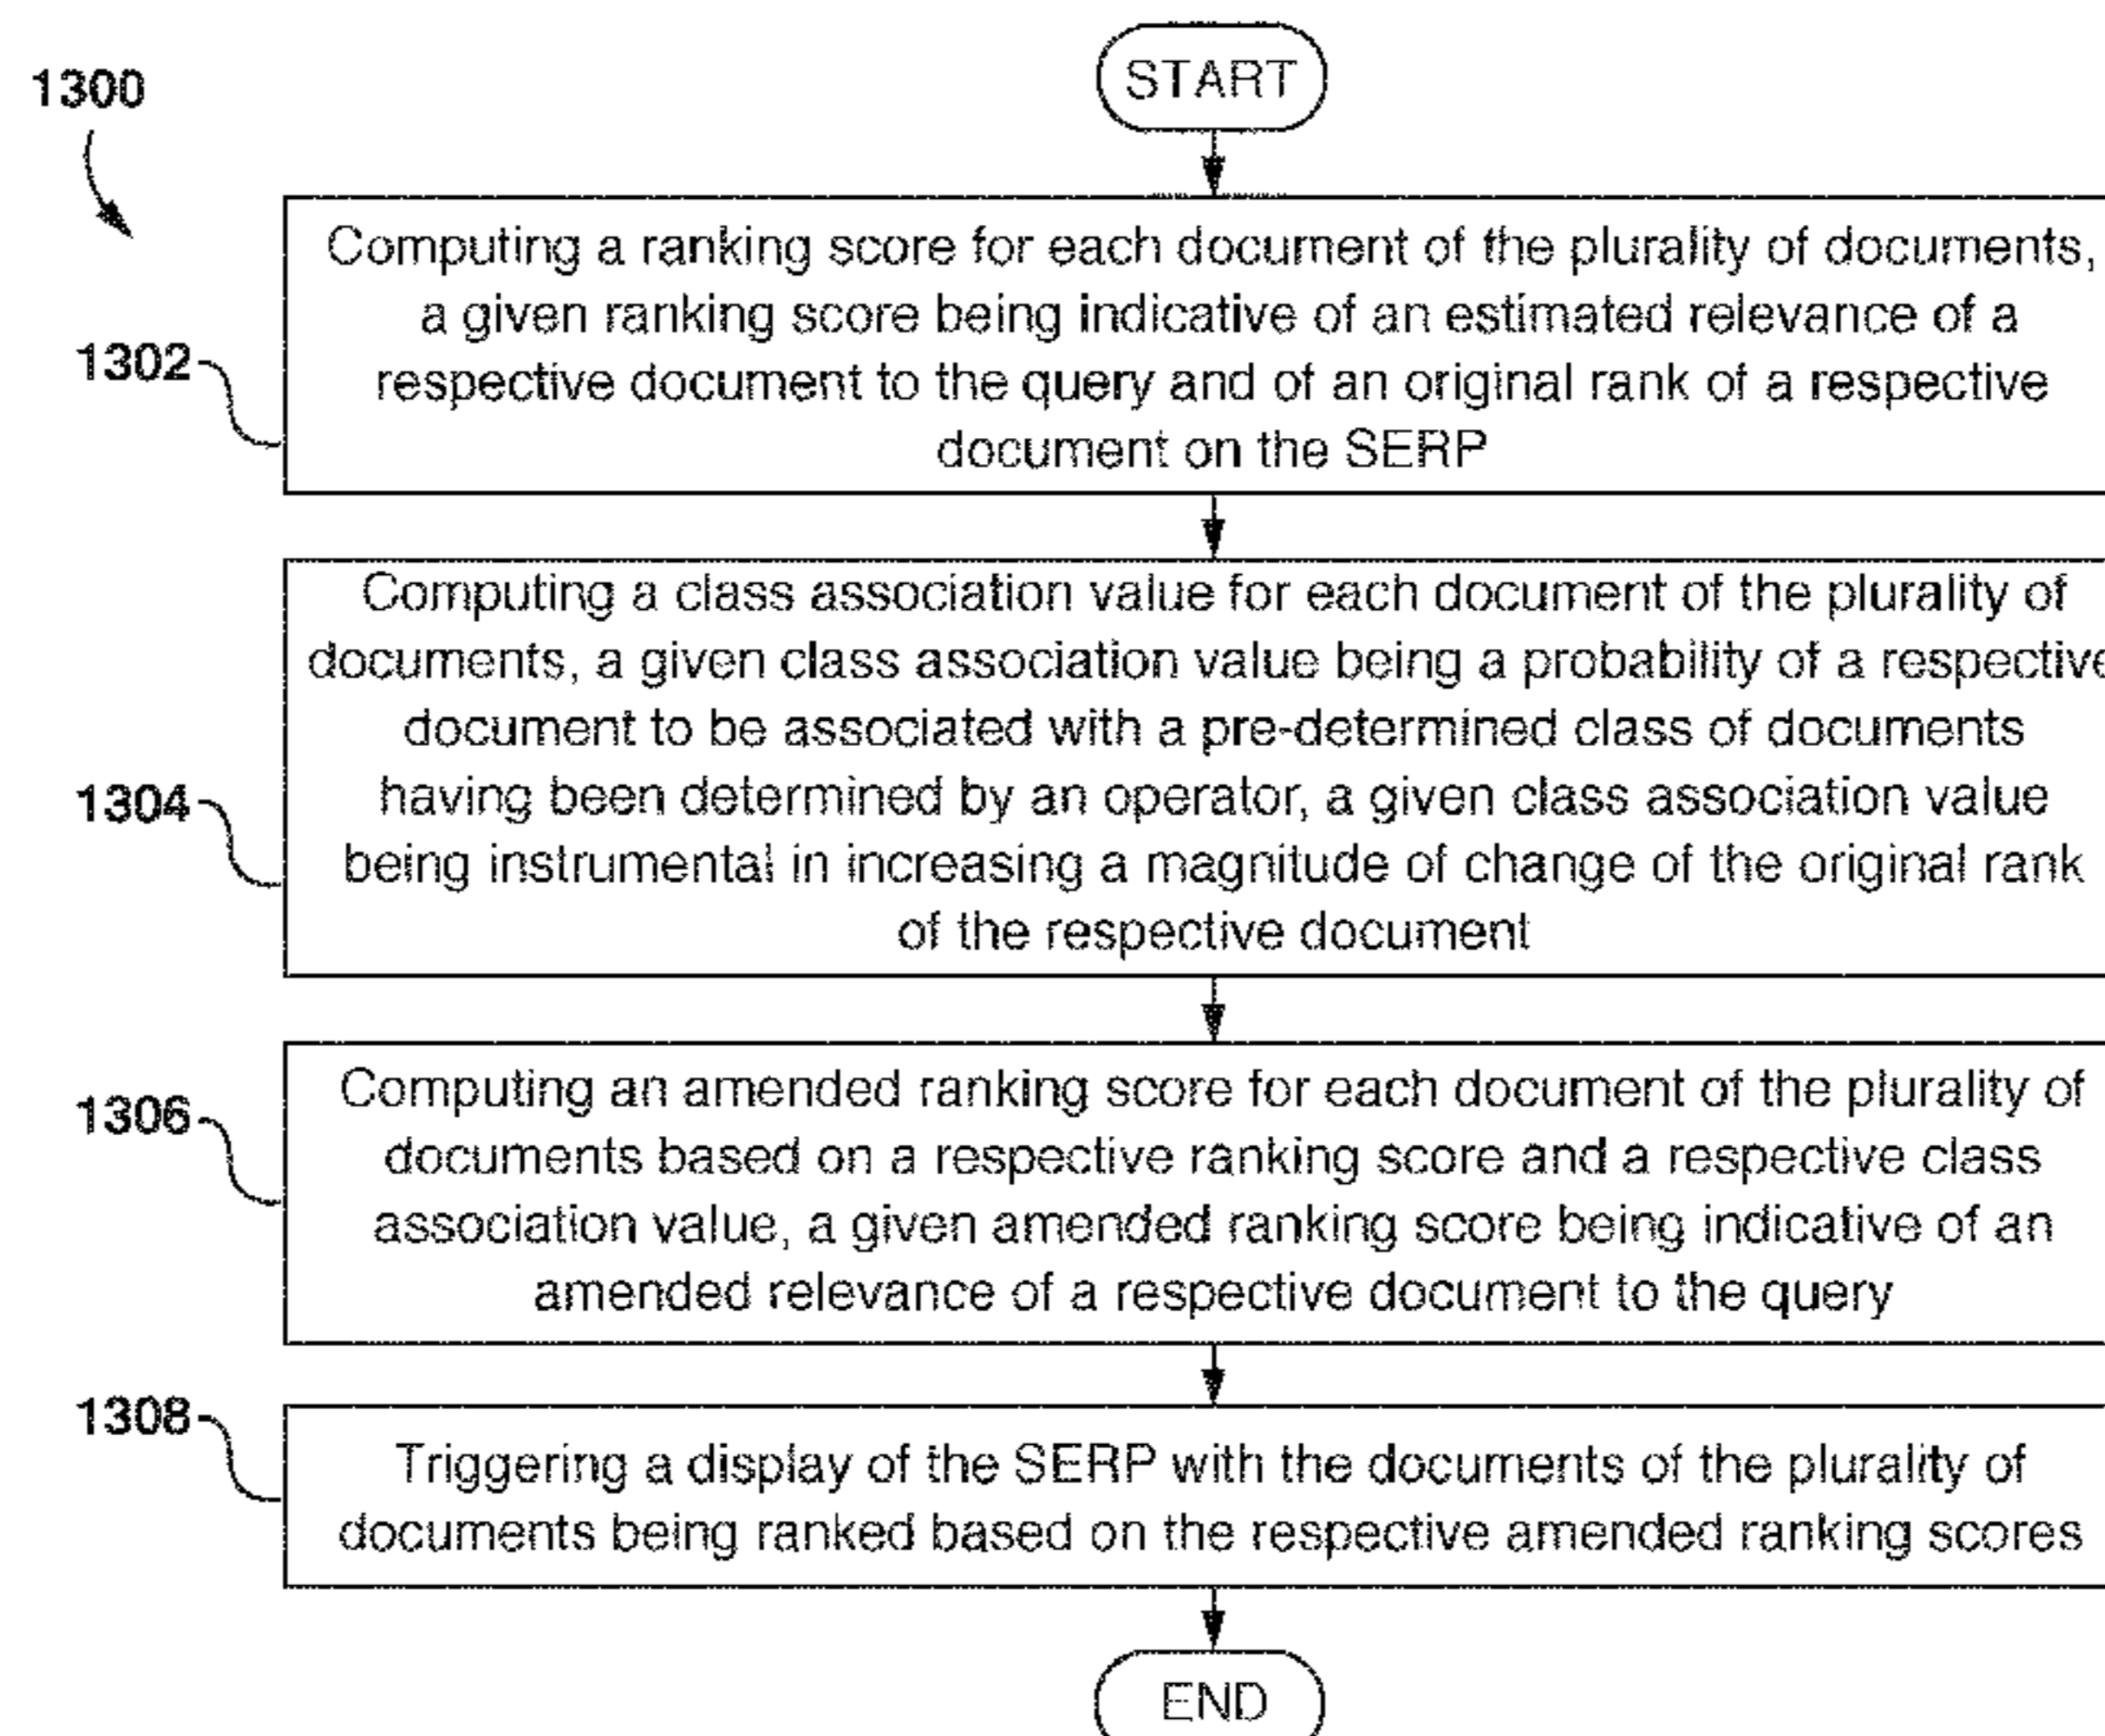 1300
START
Computing a ranking score for each document of the plurality of documents,
a given ranking score being indicative of an estimated relevance of a
respective document to the query and of an original rank of a respective
document on the SERP
1302
Computing a class association value for each document of the plurality of
documents, a given class association value being a probability of a respective
document to be associated with a pre-determined class of documents
having been determined by an operator, a given class association value
being instrumental in increasing a magnitude of change of the original rank
of the respective document
1304
Computing an amended ranking score for each document of the plurality of
documents based on a respective ranking score and a respective class
association value, a given amended ranking score being indicative of an
amended relevance of a respective document to the query
1306
Triggering a display of the SERP with the documents of the plurality of
documents being ranked based on the respective amended ranking scores
1308
END